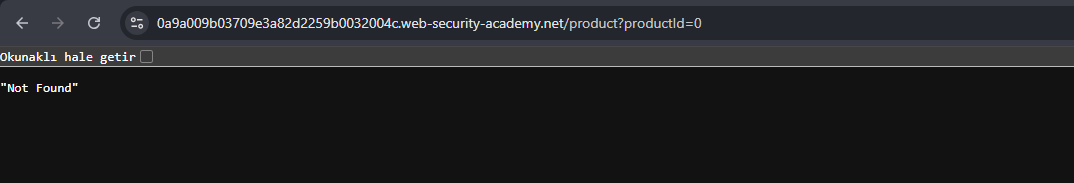 0a9a009b03709e3a82d2259b0032004c.web-security-academy.net/product?productId=0
Okunaklı hale getir
"Not Found"